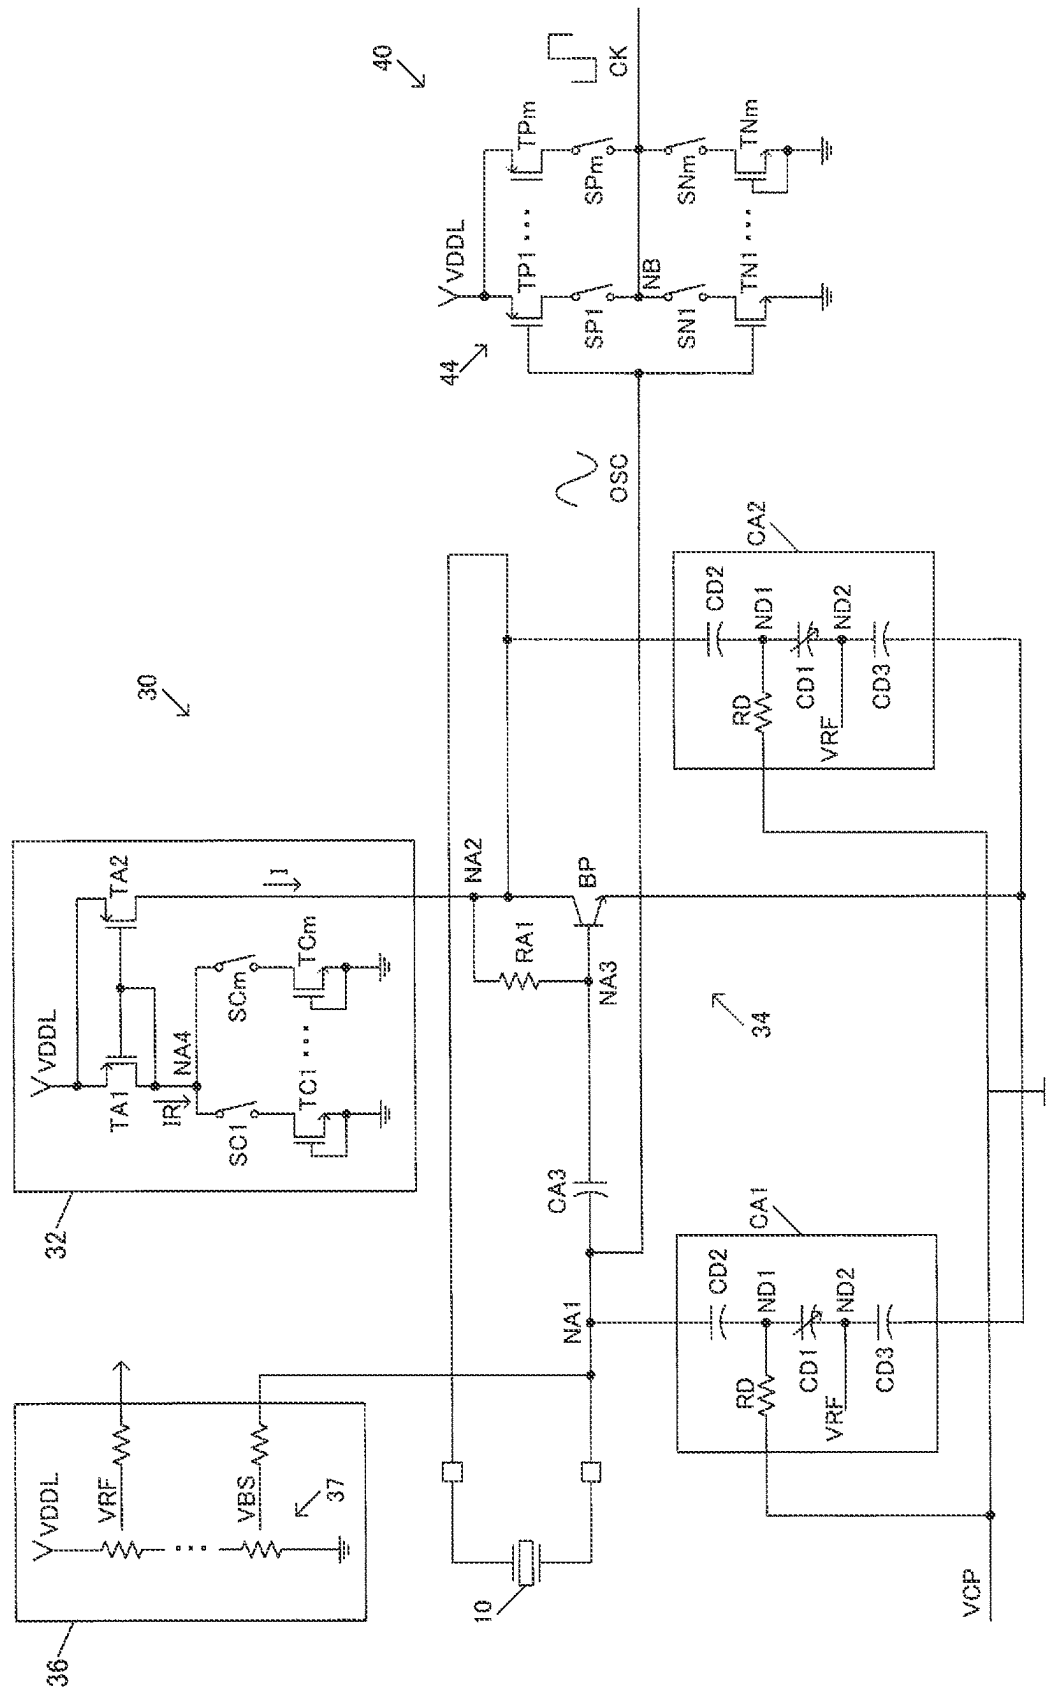 30
32
VDDL
TA1
TA2
NA4
IR
I
SC1
SCm
TC1
TCm
36
VDDL
VRF
VBS
37
10
NA1
CA3
NA3
RA1
NA2
BP
34
OSC
40
44
VDDL
TP1
TPm
SP1
SPm
NB
CK
SN1
SNm
TN1
TNm
CA1
CD2
ND1
RD
CD1
ND2
VRF
CD3
CA2
CD2
ND1
RD
CD1
ND2
VRF
CD3
VCP